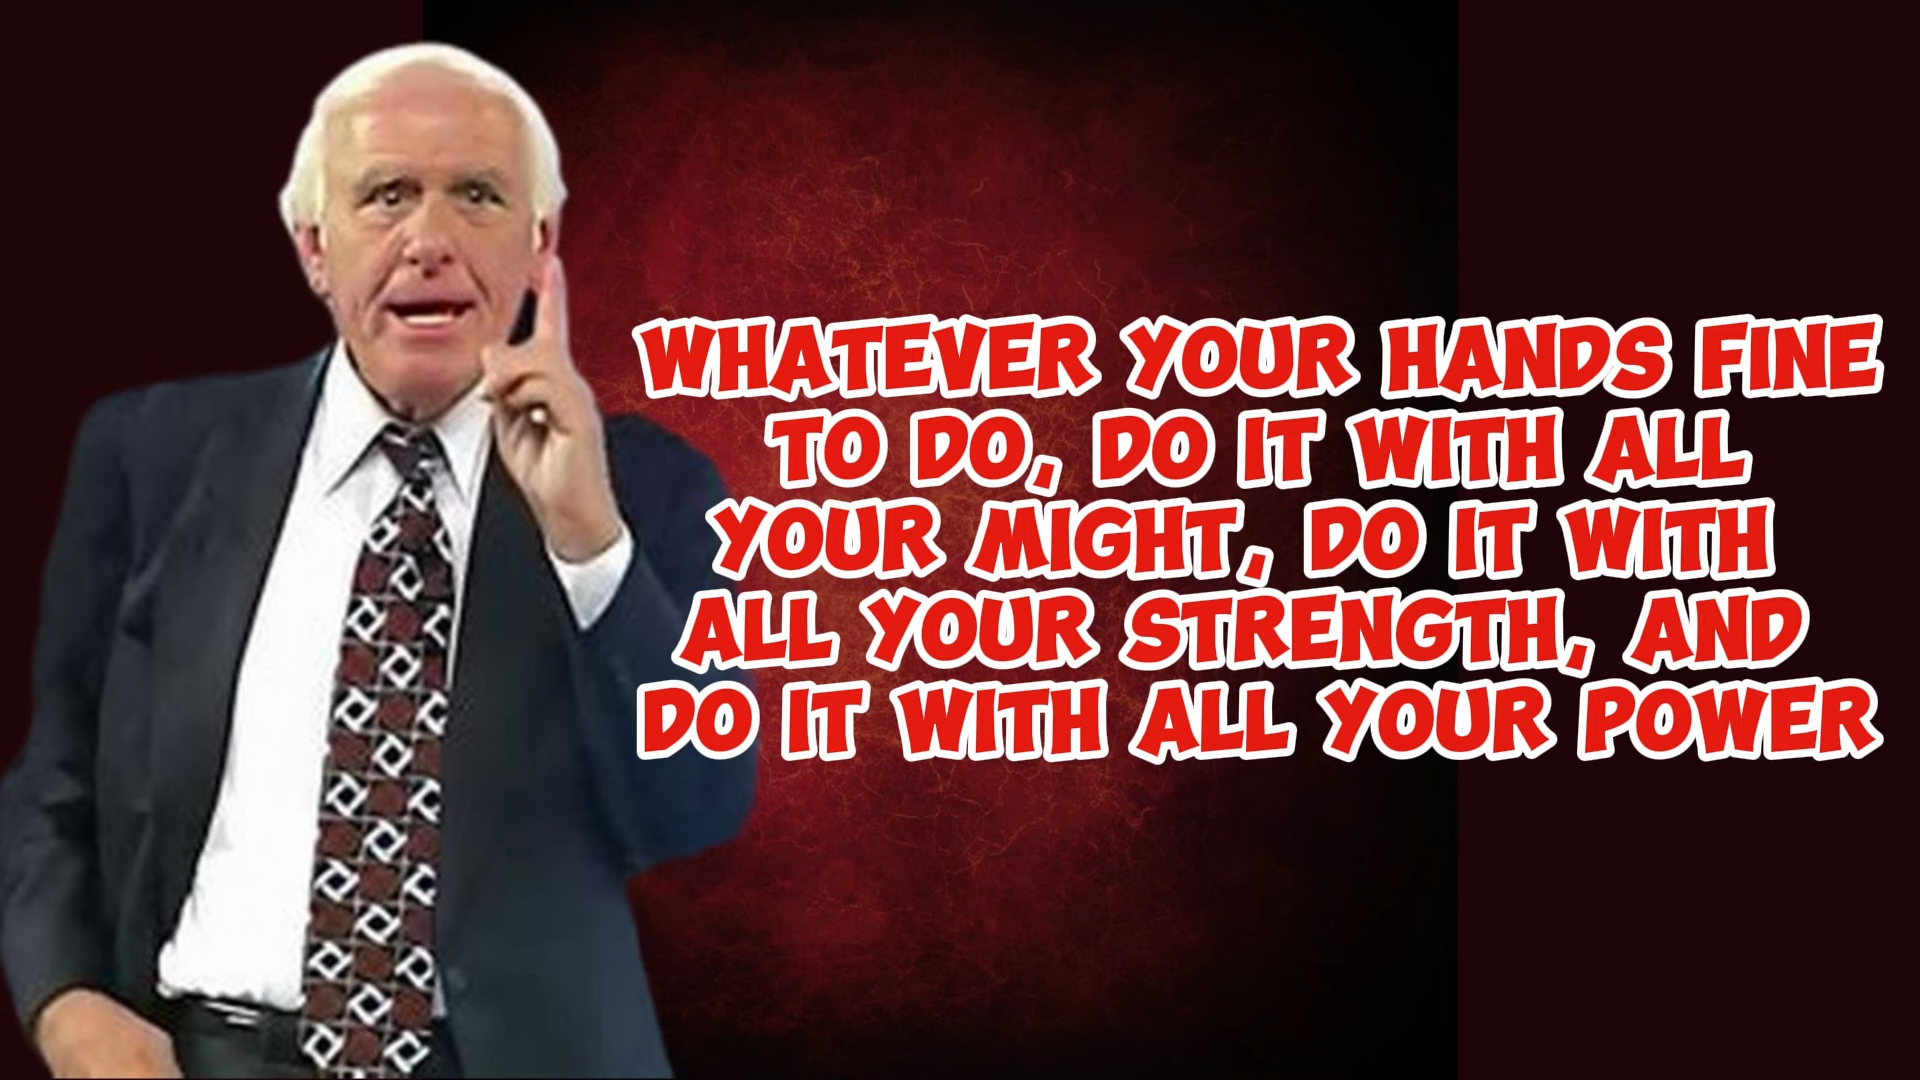 WHATEVER YOUR HANDS FINE
TO DO, DO IT WITH ALL
YOUR MIGHT, DO IT WITH
ALL YOUR STRENGTH, AND
DO IT WITH ALL YOUR POWER